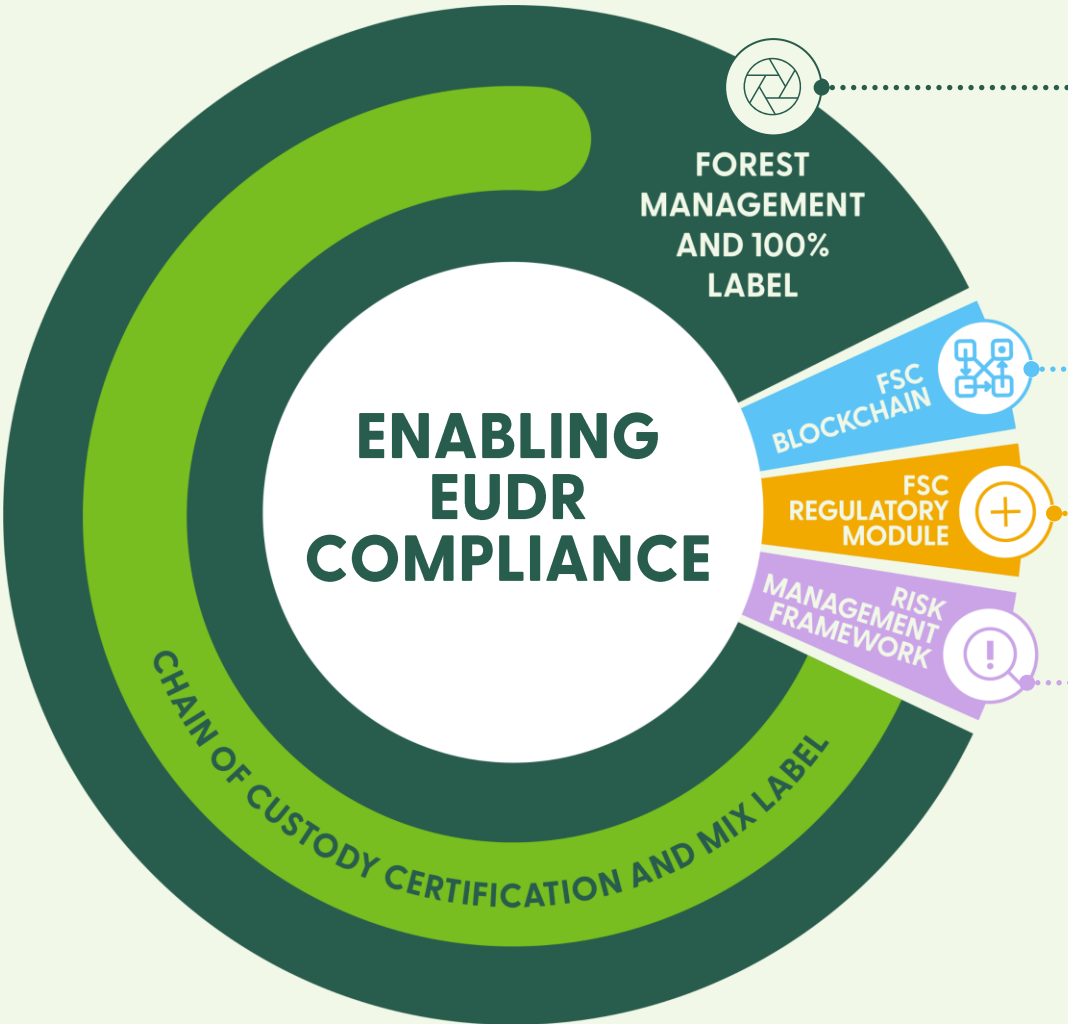 FOREST
MANAGEMENT
AND 100%
LABEL
FSC
BLOCKCHAIN
FSC
REGULATORY
MODULE
RISK
MANAGEMENT
FRAMEWORK
ENABLING
EUDR
COMPLIANCE
CHAIN OF CUSTODY CERTIFICATION AND MIX LABEL